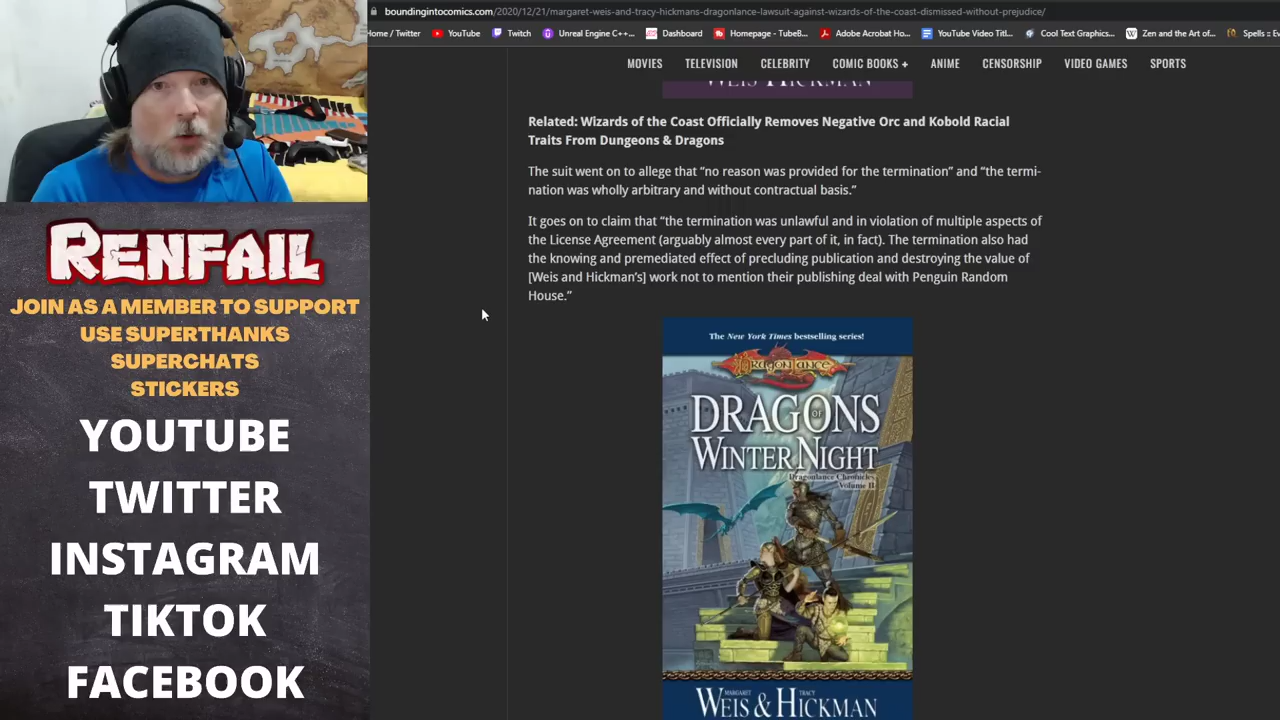 boundingintocomics.com/2020/12/21/margaret-weis-and-tracy-hickmans-dragonlance-lawsuit-against-wizards-of-the-coast-dismissed-without-prejudice/
Home / Twitter YouTube Twitch Unreal Engine C++... Dashboard Homepage - TubeB... Adobe Acrobat Ho... YouTube Video Titl... Cool Text Graphics... Zen and the Art of... Spells :: Ev
MOVIES TELEVISION CELEBRITY COMIC BOOKS + ANIME CENSORSHIP VIDEO GAMES SPORTS
WEIS HICKMAN
Related: Wizards of the Coast Officially Removes Negative Orc and Kobold Racial
Traits From Dungeons & Dragons
The suit went on to allege that “no reason was provided for the termination” and “the termi-
nation was wholly arbitrary and without contractual basis.”
It goes on to claim that “the termination was unlawful and in violation of multiple aspects of
the License Agreement (arguably almost every part of it, in fact). The termination also had
the knowing and premediated effect of precluding publication and destroying the value of
[Weis and Hickman’s] work not to mention their publishing deal with Penguin Random
House.”
The New York Times bestselling series!
DRAGONLANCE
DRAGONS
OF
WINTER NIGHT
Dragonlance Chronicles
Volume II
MARGARET TRACY
WEIS & HICKMAN
RENFAIL
JOIN AS A MEMBER TO SUPPORT
USE SUPERTHANKS
SUPERCHATS
STICKERS
YOUTUBE
TWITTER
INSTAGRAM
TIKTOK
FACEBOOK